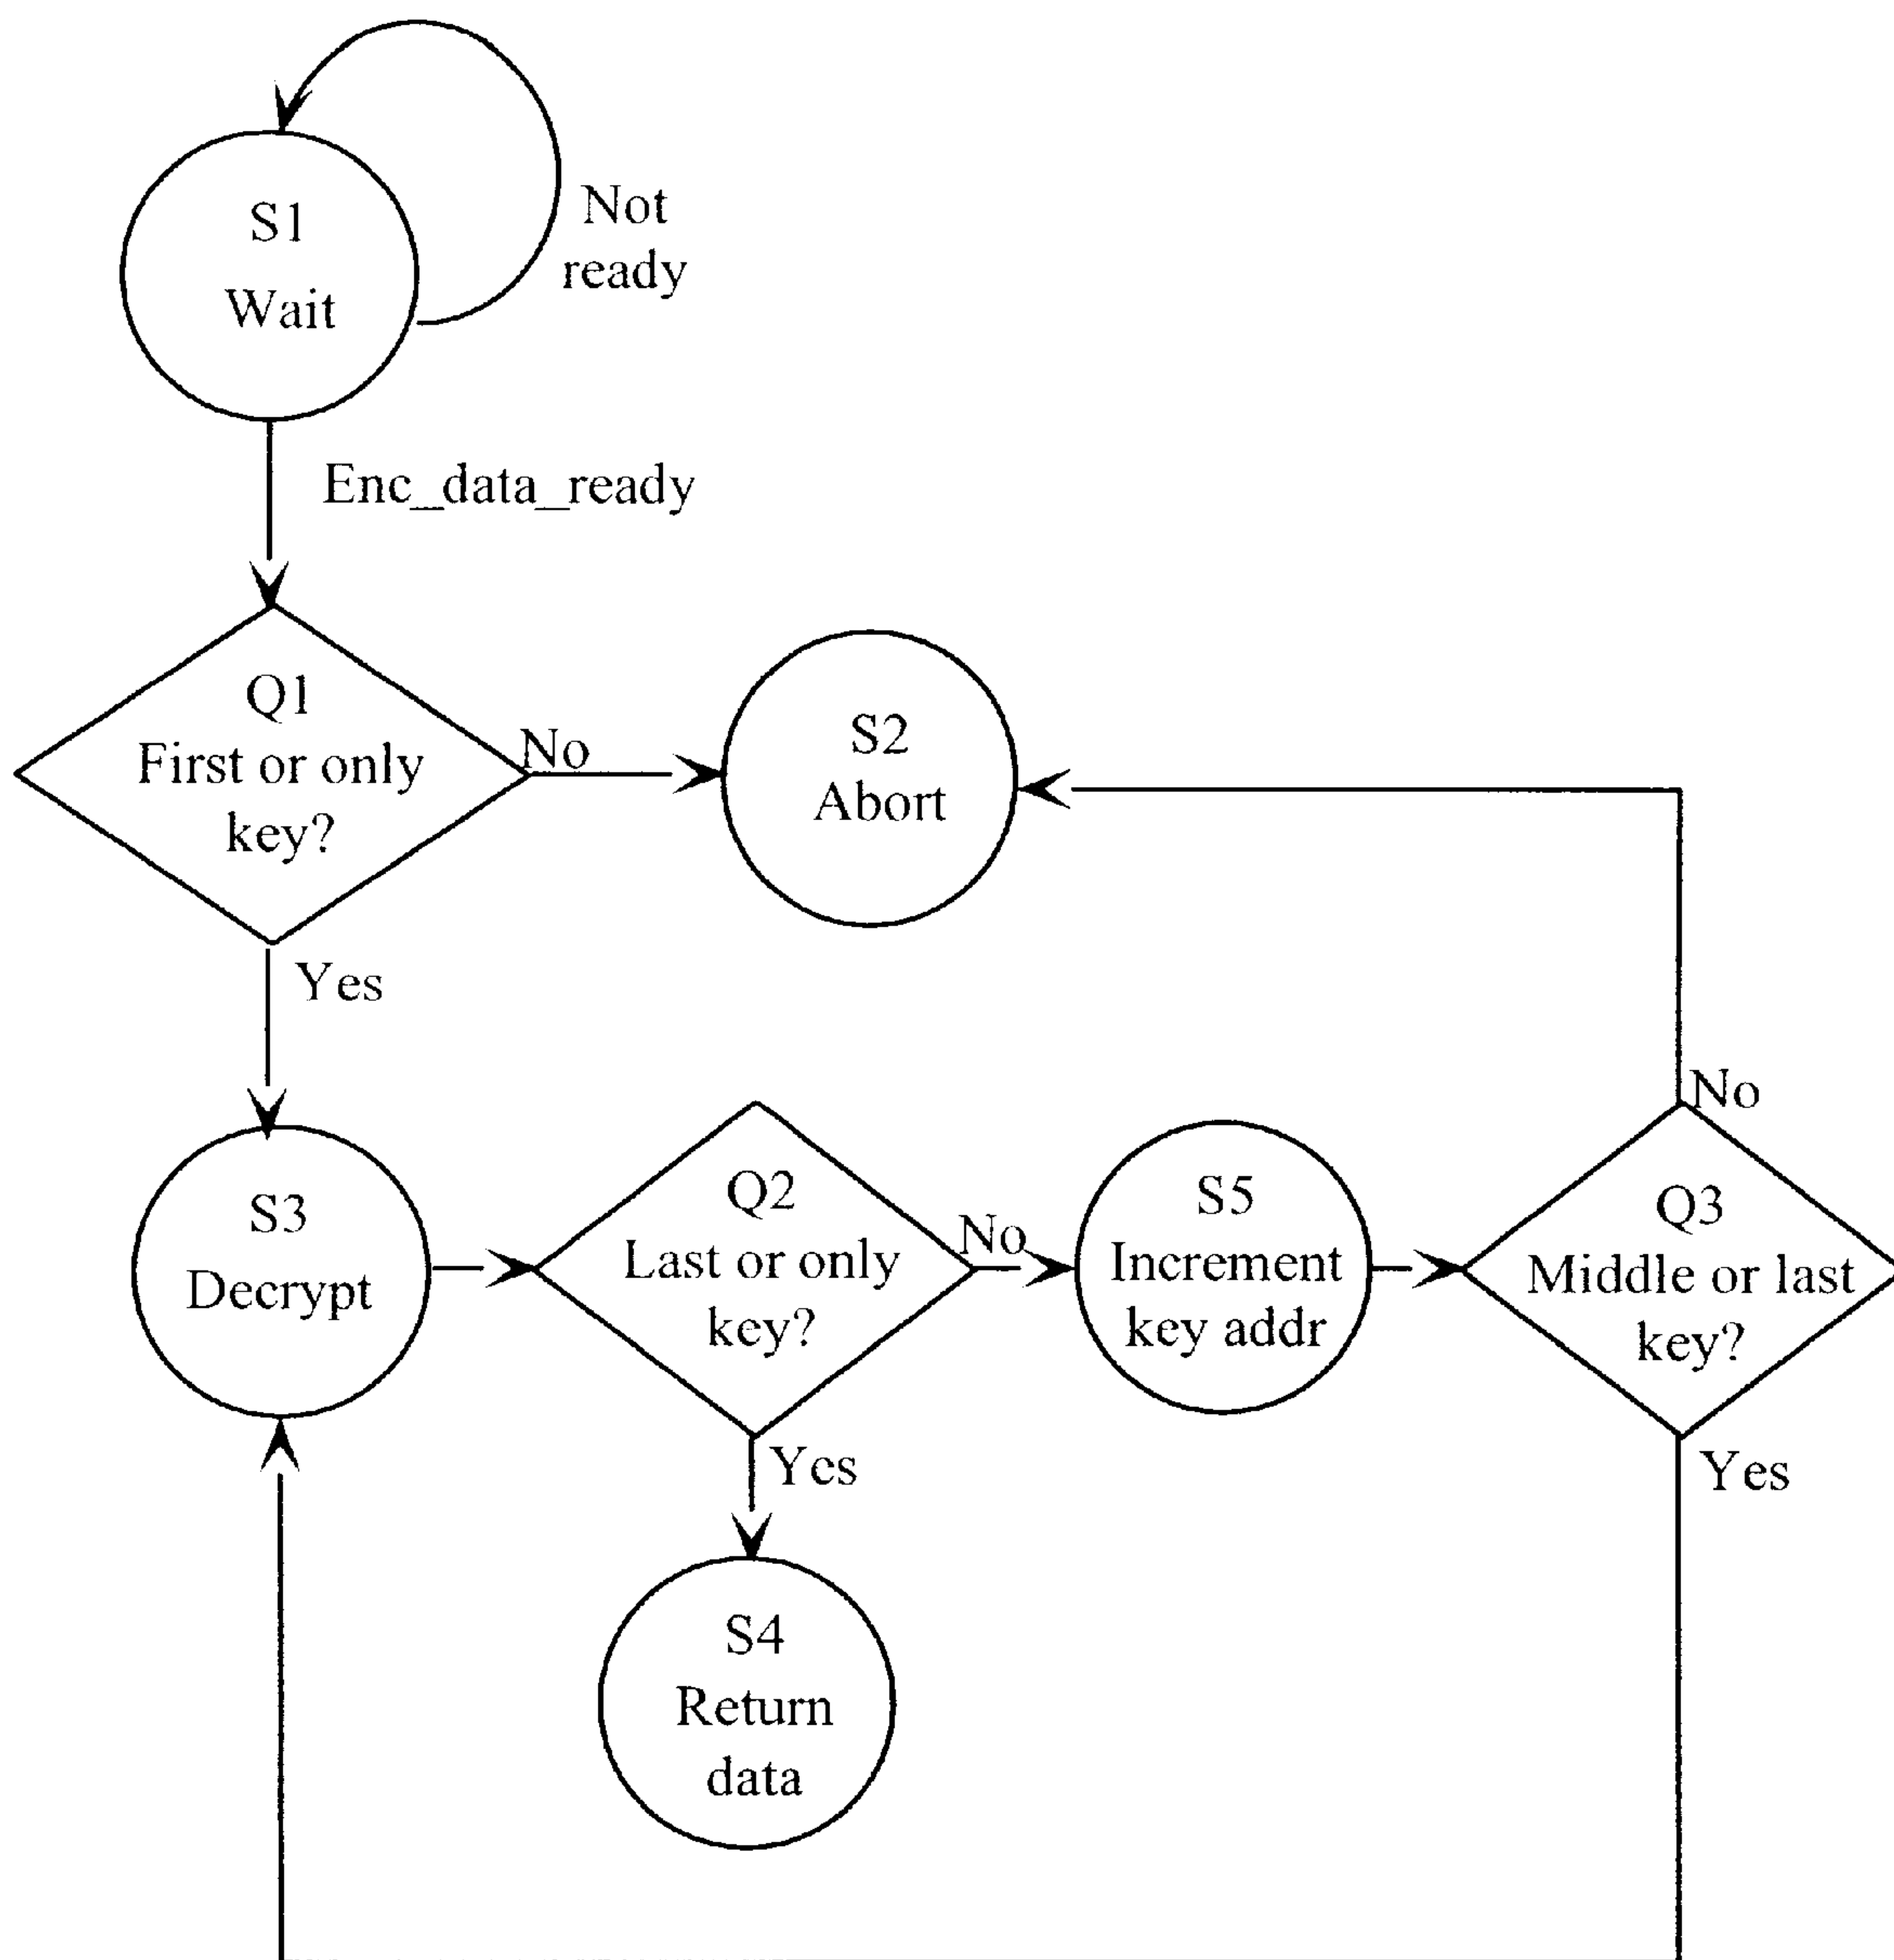 S1
Wait
Not
ready
Enc_data_ready
Q1
First or only
key?
No
S2
Abort
Yes
S3
Decrypt
Q2
Last or only
key?
No
S5
Increment
key addr
No
Q3
Middle or last
key?
Yes
Yes
S4
Return
data